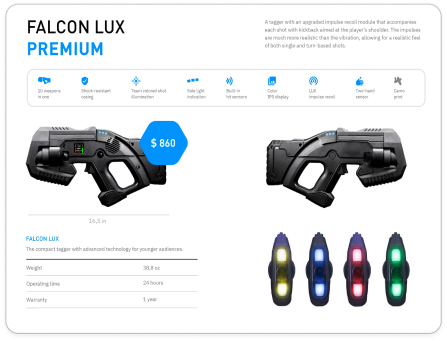 FALCON LUX
PREMIUM
A tagger with an upgraded impulse recoil module that accompanies
each shot with kickback aimed at the player's shoulder. The impulses
are much more realistic than the vibration, allowing for a realistic feel
of both single and turn-based shots.
10 weapons
in one
Shock-resistant
casing
Team colored shot
illumination
Side Light
indication
Built-in
hit sensors
Color
IPS display
LUX
impulse recoil
Two-hand
sensor
Camo
print
$ 860
16,5 in
FALCON LUX
The compact tagger with advanced technology for younger audiences.
Weight 38,8 oz
Operating time 24 hours
Warranty 1 year